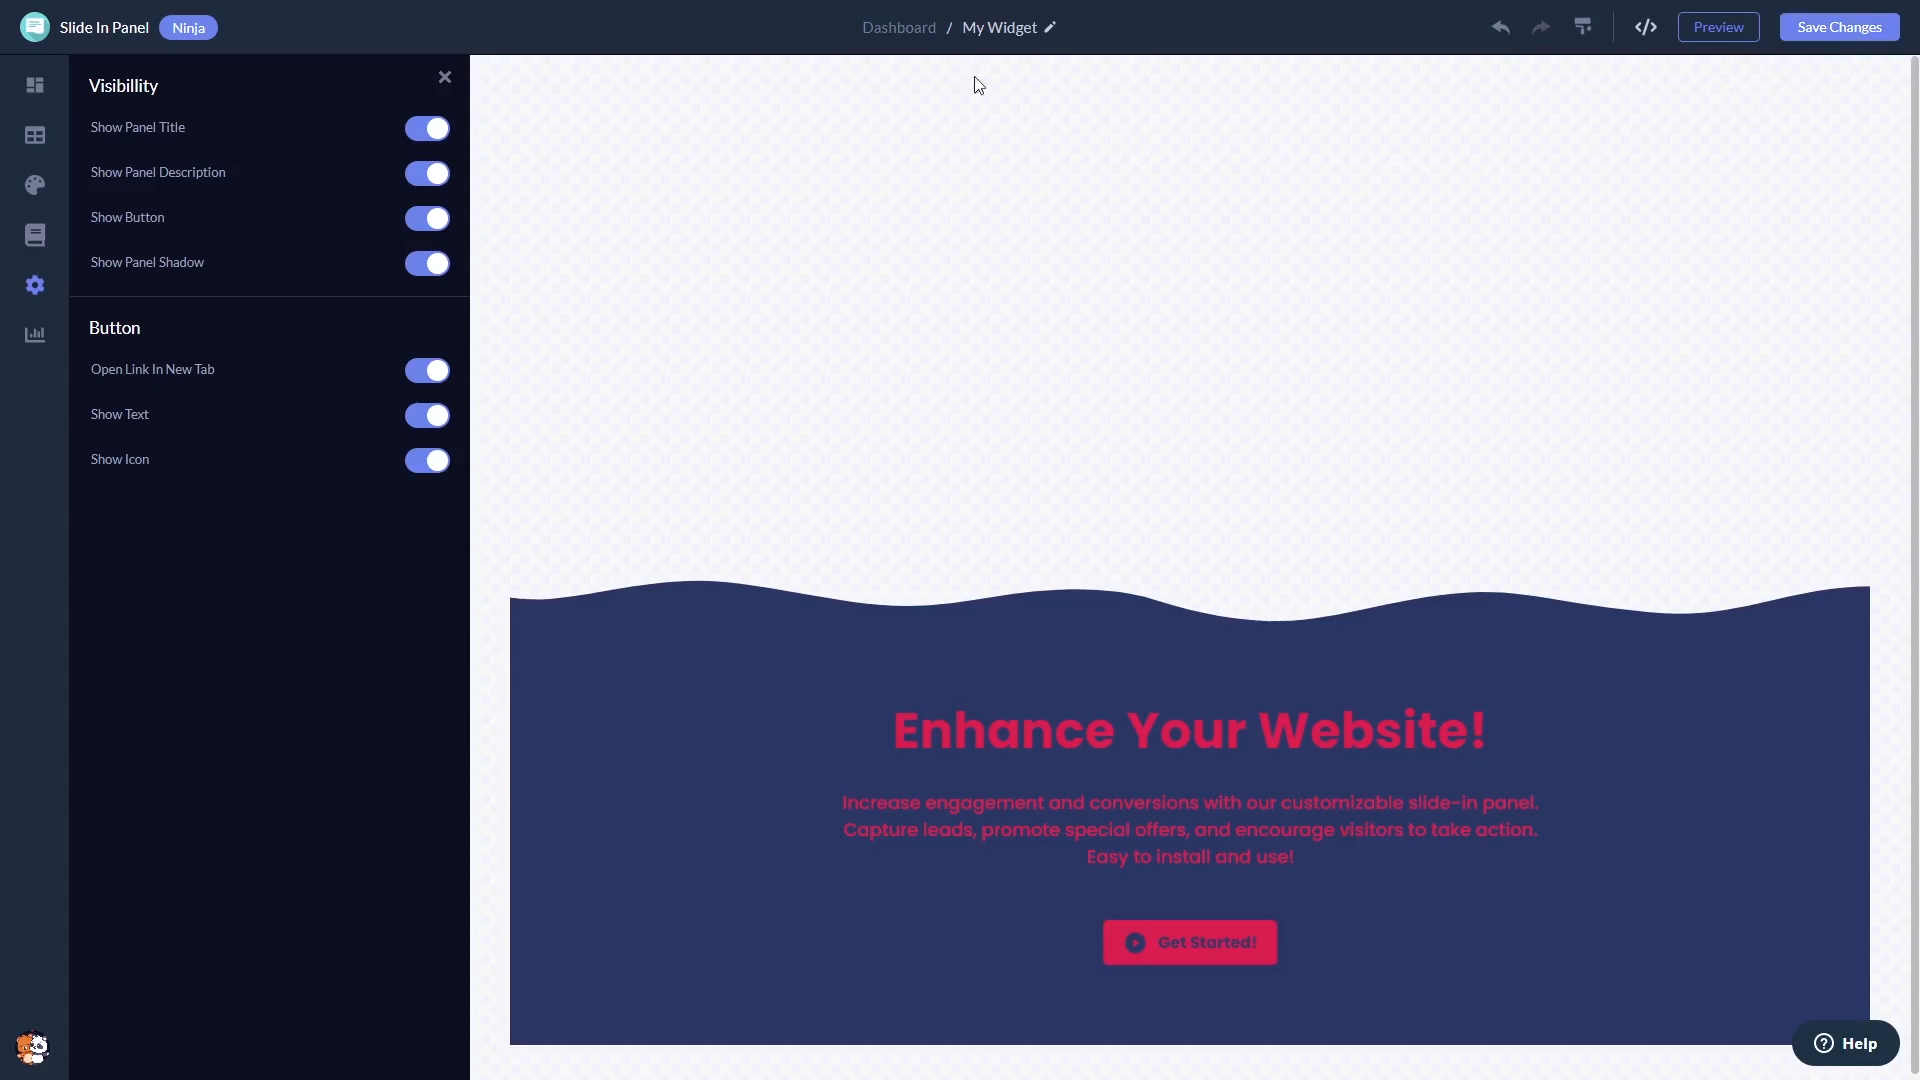 Slide In Panel Ninja
Dashboard / My Widget
</> Preview Save Changes
Visibillity
Show Panel Title
Show Panel Description
Show Button
Show Panel Shadow
Button
Open Link In New Tab
Show Text
Show Icon
Enhance Your Website!
Increase engagement and conversions with our customizable slide-in panel.
Capture leads, promote special offers, and encourage visitors to take action.
Easy to install and use!
Get Started!
Help